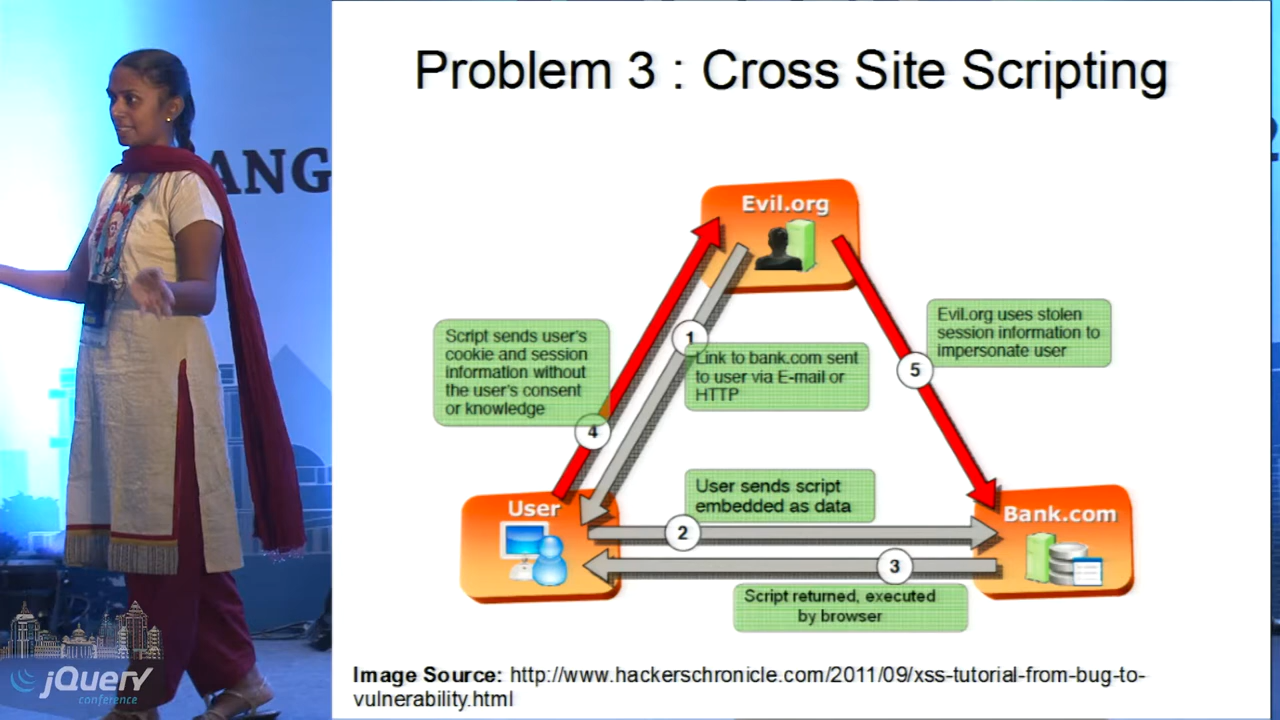 Problem 3 : Cross Site Scripting
ANG
Evil.org
Script sends user's
cookie and session
information without
the user's consent
or knowledge
4
1
Link to bank.com sent
to user via E-mail or
HTTP
Evil.org uses stolen
session information to
impersonate user
5
User
User sends script
embedded as data
2
Bank.com
3
Script returned, executed
by browser
Image Source: http://www.hackerschronicle.com/2011/09/xss-tutorial-from-bug-to-
vulnerability.html
jQuery
conference